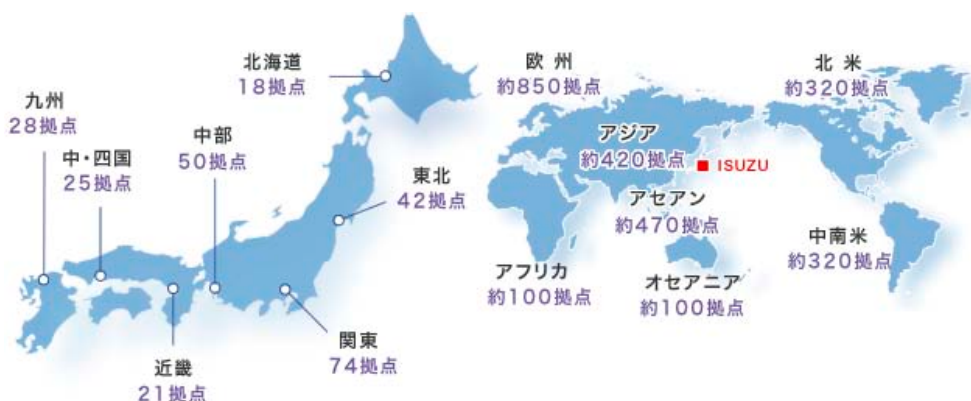 北海道
18拠点
九州
28拠点
中・四国
25拠点
中部
50拠点
東北
42拠点
関東
74拠点
近畿
21拠点
欧州
約850拠点
北米
約320拠点
アジア
約420拠点
ISUZU
アセアン
約470拠点
中南米
約320拠点
アフリカ
約100拠点
オセアニア
約100拠点